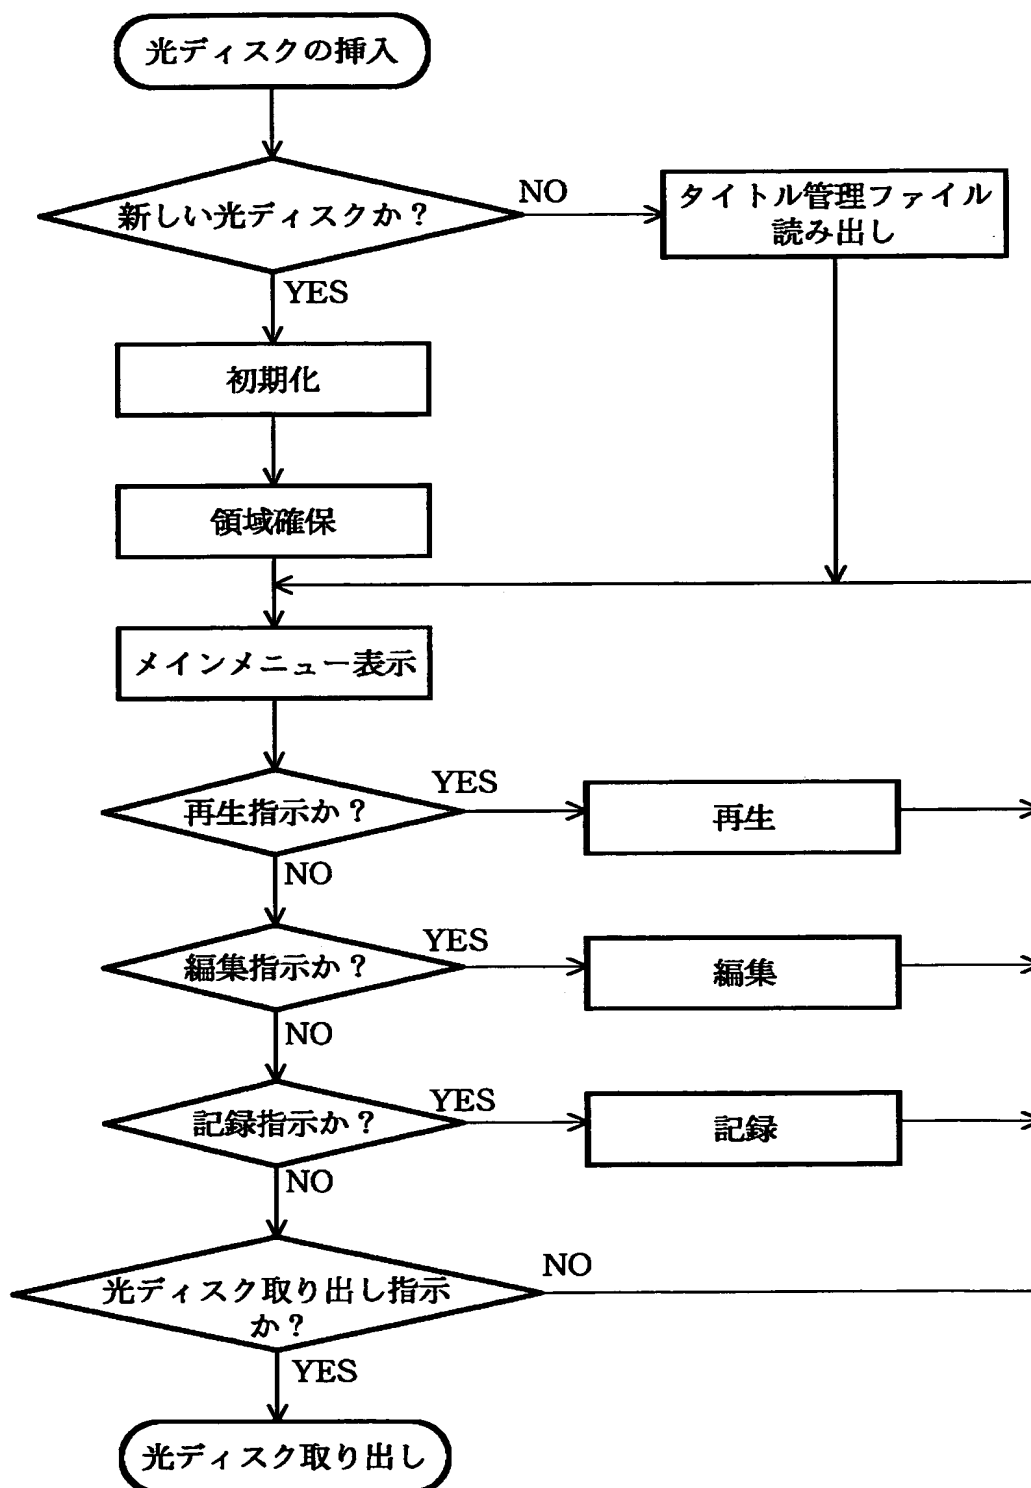 光ディスクの挿入
新しい光ディスクか？
NO
タイトル管理ファイル
読み出し
YES
初期化
領域確保
メインメニュー表示
再生指示か？
YES
再生
NO
編集指示か？
YES
編集
NO
記録指示か？
YES
記録
NO
光ディスク取り出し指示
か？
NO
YES
光ディスク取り出し